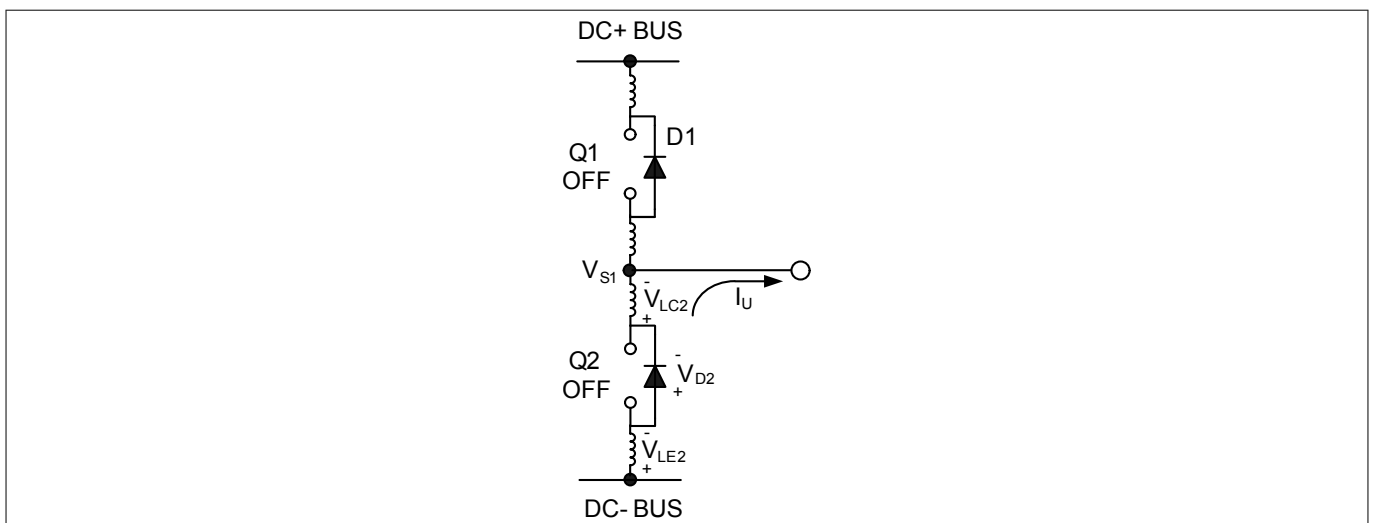 DC+ BUS
D1
Q1
OFF
VS1
-
VLC2
+
IU
Q2
OFF
-
VD2
+
-
VLE2
+
DC- BUS